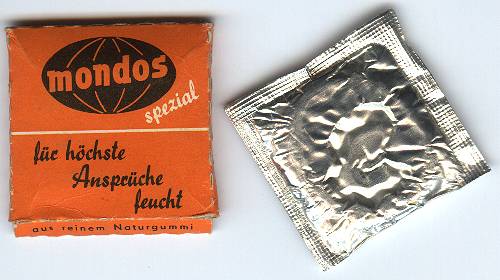 mondos
spezial
für höchste
Ansprüche
feucht
aus reinem Naturgummi